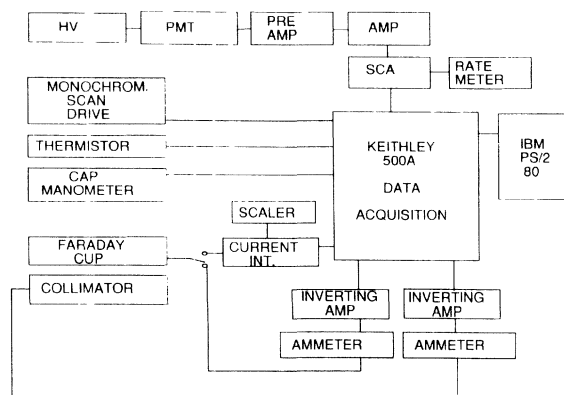 HV
PMT
PRE
AMP
AMP
SCA
RATE
METER
MONOCHROM.
SCAN
DRIVE
THERMISTOR
CAP
MANOMETER
KEITHLEY
500A
DATA
ACQUISITION
IBM
PS/2
80
SCALER
FARADAY
CUP
CURRENT
INT.
COLLIMATOR
INVERTING
AMP
INVERTING
AMP
AMMETER
AMMETER